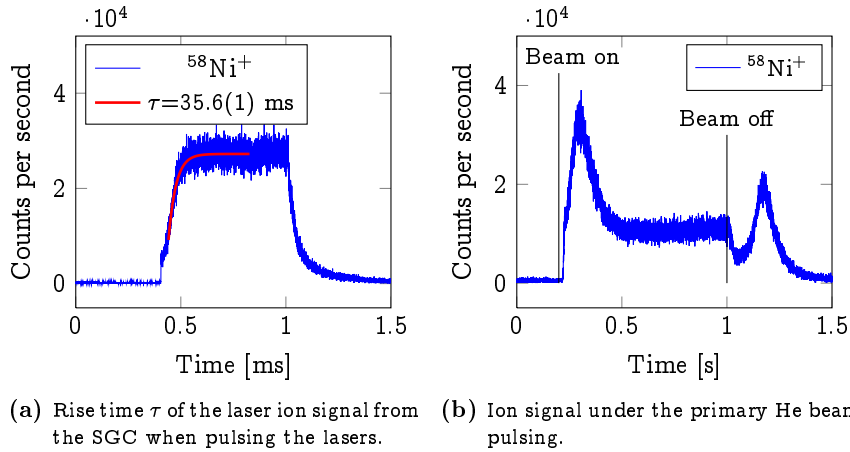 ·10⁴
⁵⁸Ni⁺
τ=35.6(1) ms
Counts per second
4
2
0
0
0.5
1
1.5
Time [ms]
(a) Rise time τ of the laser ion signal from
the SGC when pulsing the lasers.
·10⁴
Beam on
⁵⁸Ni⁺
Beam off
Counts per second
4
2
0
0
0.5
1
1.5
Time [s]
(b) Ion signal under the primary He beam
pulsing.